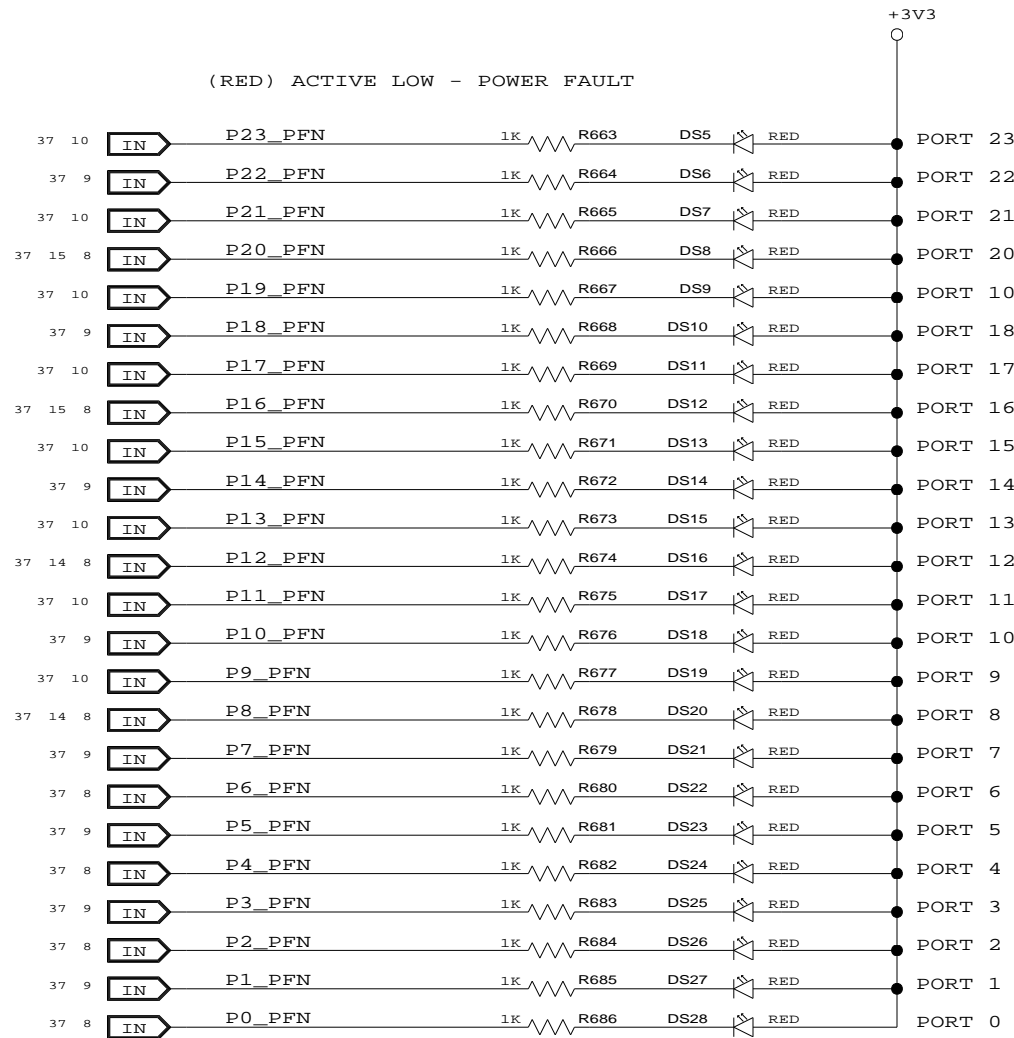 +3V3
(RED) ACTIVE LOW - POWER FAULT
37 10 IN P23_PFN 1K R663 DS5 RED PORT 23
37 9 IN P22_PFN 1K R664 DS6 RED PORT 22
37 10 IN P21_PFN 1K R665 DS7 RED PORT 21
37 15 8 IN P20_PFN 1K R666 DS8 RED PORT 20
37 10 IN P19_PFN 1K R667 DS9 RED PORT 10
37 9 IN P18_PFN 1K R668 DS10 RED PORT 18
37 10 IN P17_PFN 1K R669 DS11 RED PORT 17
37 15 8 IN P16_PFN 1K R670 DS12 RED PORT 16
37 10 IN P15_PFN 1K R671 DS13 RED PORT 15
37 9 IN P14_PFN 1K R672 DS14 RED PORT 14
37 10 IN P13_PFN 1K R673 DS15 RED PORT 13
37 14 8 IN P12_PFN 1K R674 DS16 RED PORT 12
37 10 IN P11_PFN 1K R675 DS17 RED PORT 11
37 9 IN P10_PFN 1K R676 DS18 RED PORT 10
37 10 IN P9_PFN 1K R677 DS19 RED PORT 9
37 14 8 IN P8_PFN 1K R678 DS20 RED PORT 8
37 9 IN P7_PFN 1K R679 DS21 RED PORT 7
37 8 IN P6_PFN 1K R680 DS22 RED PORT 6
37 9 IN P5_PFN 1K R681 DS23 RED PORT 5
37 8 IN P4_PFN 1K R682 DS24 RED PORT 4
37 9 IN P3_PFN 1K R683 DS25 RED PORT 3
37 8 IN P2_PFN 1K R684 DS26 RED PORT 2
37 9 IN P1_PFN 1K R685 DS27 RED PORT 1
37 8 IN P0_PFN 1K R686 DS28 RED PORT 0